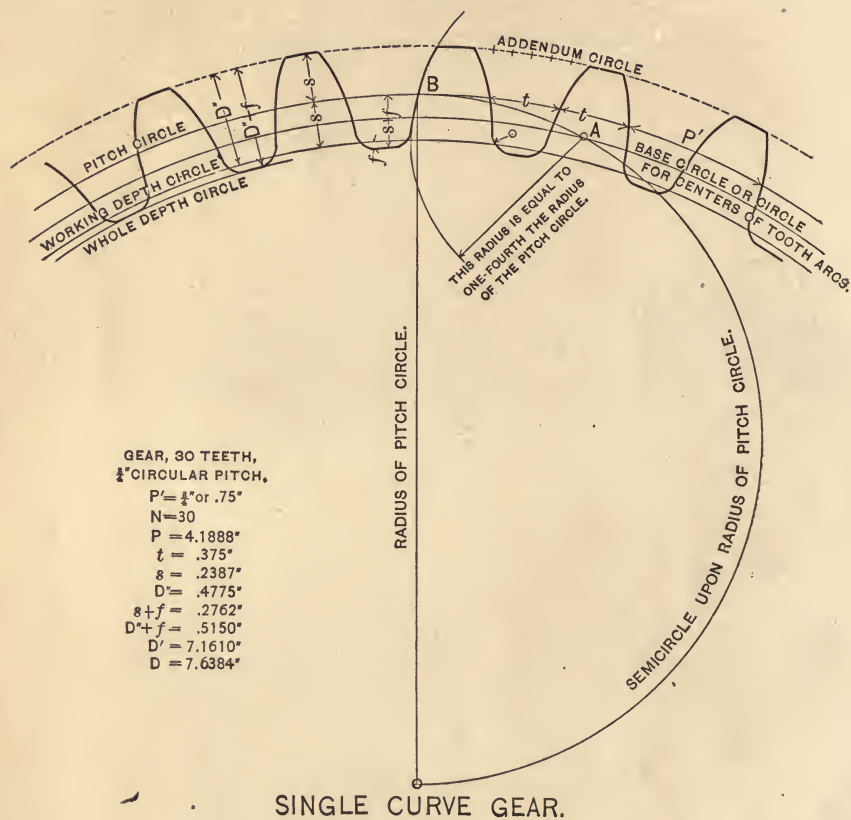 ADDENDUM CIRCLE
s
D"
D"+f
B
t
PITCH CIRCLE
s
s+f
t
A
P'
f
BASE CIRCLE OR CIRCLE
FOR CENTERS OF TOOTH ARCS.
WORKING DEPTH CIRCLE
WHOLE DEPTH CIRCLE
THIS RADIUS IS EQUAL TO
ONE-FOURTH THE RADIUS
OF THE PITCH CIRCLE.
RADIUS OF PITCH CIRCLE.
SEMICIRCLE UPON RADIUS OF PITCH CIRCLE.
GEAR, 30 TEETH,
¾" CIRCULAR PITCH,
P' = ¾" or .75"
N=30
P = 4.1888"
t = .375"
s = .2387"
D" = .4775"
s+f = .2762"
D"+f = .5150"
D' = 7.1610"
D = 7.6384"
SINGLE CURVE GEAR.